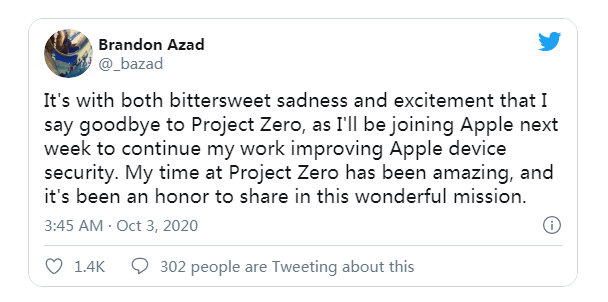 Brandon Azad
@_bazad
It's with both bittersweet sadness and excitement that I
say goodbye to Project Zero, as I'll be joining Apple next
week to continue my work improving Apple device
security. My time at Project Zero has been amazing, and
it's been an honor to share in this wonderful mission.
3:45 AM · Oct 3, 2020
1.4K 302 people are Tweeting about this